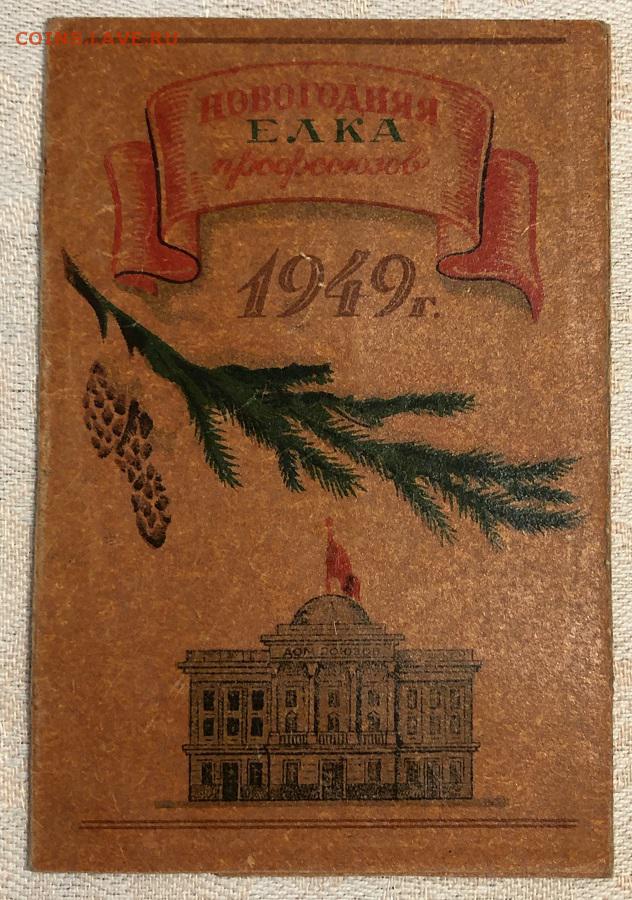 COINS.LAVE.RU
НОВОГОДНЯЯ
ЕЛКА
профсоюзов
1949г.
ДОМ СОЮЗОВ